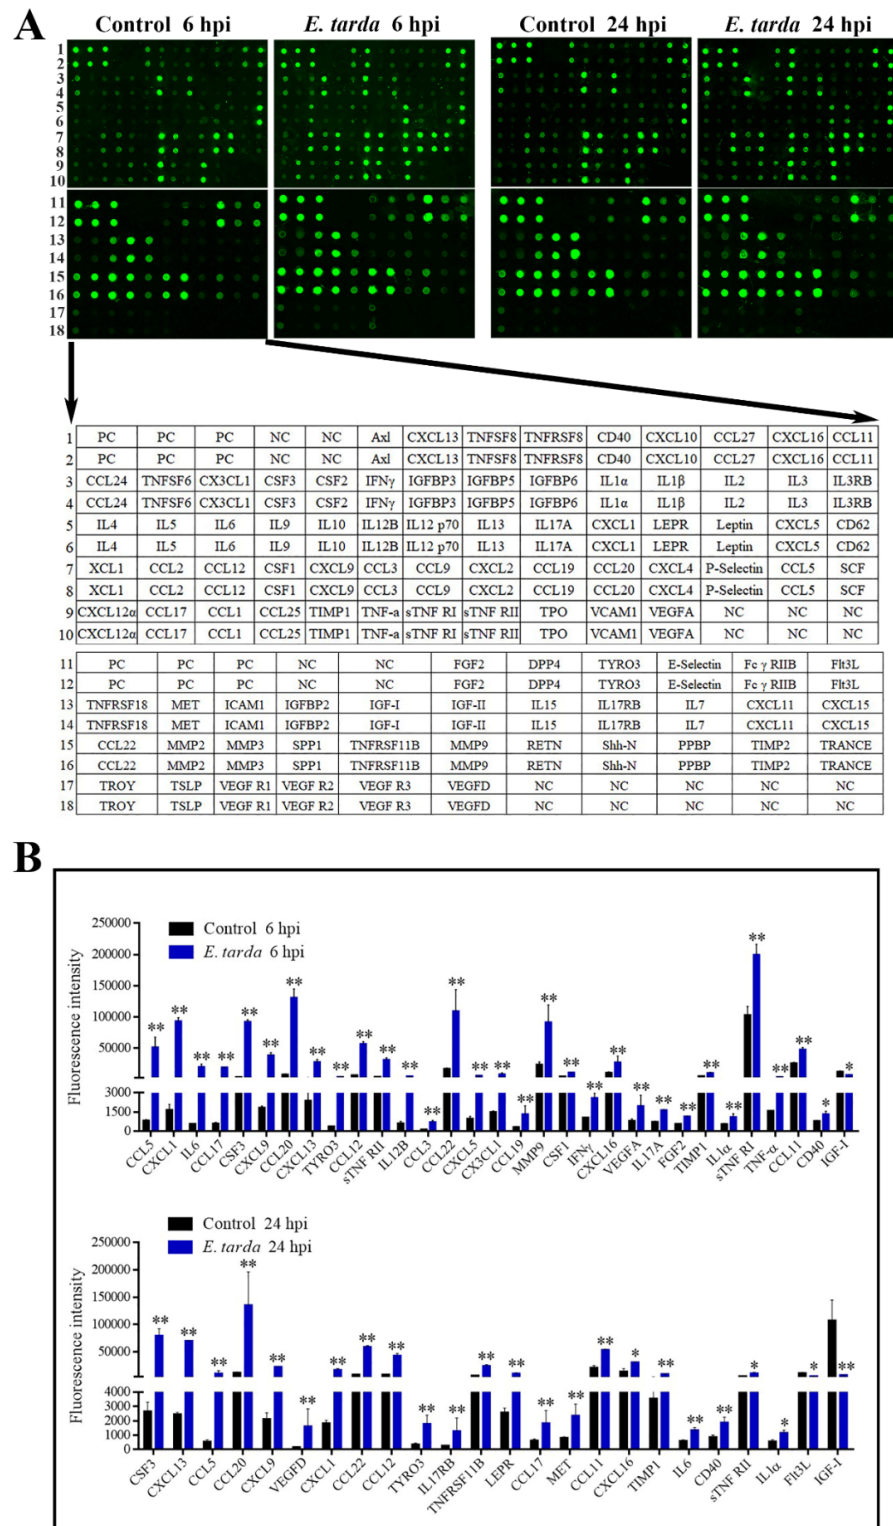 A
Control 6 hpi E. tarda 6 hpi Control 24 hpi E. tarda 24 hpi
1
2
3
4
5
6
7
8
9
10
11
12
13
14
15
16
17
18
1 PC PC PC NC NC Axl CXCL13 TNFSF8 TNFRSF8 CD40 CXCL10 CCL27 CXCL16 CCL11
2 PC PC PC NC NC Axl CXCL13 TNFSF8 TNFRSF8 CD40 CXCL10 CCL27 CXCL16 CCL11
3 CCL24 TNFSF6 CX3CL1 CSF3 CSF2 IFNγ IGFBP3 IGFBP5 IGFBP6 IL1α IL1β IL2 IL3 IL3RB
4 CCL24 TNFSF6 CX3CL1 CSF3 CSF2 IFNγ IGFBP3 IGFBP5 IGFBP6 IL1α IL1β IL2 IL3 IL3RB
5 IL4 IL5 IL6 IL9 IL10 IL12B IL12 p70 IL13 IL17A CXCL1 LEPR Leptin CXCL5 CD62
6 IL4 IL5 IL6 IL9 IL10 IL12B IL12 p70 IL13 IL17A CXCL1 LEPR Leptin CXCL5 CD62
7 XCL1 CCL2 CCL12 CSF1 CXCL9 CCL3 CCL9 CXCL2 CCL19 CCL20 CXCL4 P-Selectin CCL5 SCF
8 XCL1 CCL2 CCL12 CSF1 CXCL9 CCL3 CCL9 CXCL2 CCL19 CCL20 CXCL4 P-Selectin CCL5 SCF
9 CXCL12α CCL17 CCL1 CCL25 TIMP1 TNF-a sTNF RI sTNF RII TPO VCAM1 VEGFA NC NC NC
10 CXCL12α CCL17 CCL1 CCL25 TIMP1 TNF-a sTNF RI sTNF RII TPO VCAM1 VEGFA NC NC NC
11 PC PC PC NC NC FGF2 DPP4 TYRO3 E-Selectin Fc γ RIIB Flt3L
12 PC PC PC NC NC FGF2 DPP4 TYRO3 E-Selectin Fc γ RIIB Flt3L
13 TNFRSF18 MET ICAM1 IGFBP2 IGF-I IGF-II IL15 IL17RB IL7 CXCL11 CXCL15
14 TNFRSF18 MET ICAM1 IGFBP2 IGF-I IGF-II IL15 IL17RB IL7 CXCL11 CXCL15
15 CCL22 MMP2 MMP3 SPP1 TNFRSF11B MMP9 RETN Shh-N PPBP TIMP2 TRANCE
16 CCL22 MMP2 MMP3 SPP1 TNFRSF11B MMP9 RETN Shh-N PPBP TIMP2 TRANCE
17 TROY TSLP VEGF R1 VEGF R2 VEGF R3 VEGFD NC NC NC NC NC
18 TROY TSLP VEGF R1 VEGF R2 VEGF R3 VEGFD NC NC NC NC NC
B
Fluorescence intensity
250000
200000
150000
100000
50000
3000
1500
0
Control 6 hpi
E. tarda 6 hpi
** ** ** ** ** ** ** ** ** ** ** ** ** ** ** ** ** ** ** ** ** ** ** ** ** ** ** ** ** * *
CCL5 CXCL1 IL6 CCL17 CSF3 CXCL9 CCL20 CXCL13 TYRO3 CCL12 sTNF RII IL12B CCL3 CCL22 CXCL5 CX3CL1 CCL19 MMP9 CSF1 IFNγ CXCL16 VEGFA IL17A FGF2 TIMP1 IL1α sTNF RI TNF-α CCL11 CD40 IGF-I
Fluorescence intensity
250000
200000
150000
100000
50000
4000
3000
2000
1000
0
Control 24 hpi
E. tarda 24 hpi
** ** ** ** ** ** ** ** ** ** ** ** ** ** ** ** * ** ** ** * * * **
CSF3 CXCL13 CCL5 CCL20 CXCL9 VEGFD CXCL1 CCL22 CCL12 TYRO3 IL17RB TNFRSF11B LEPR CCL17 MET CCL11 CXCL16 TIMP1 IL6 CD40 sTNF RII IL1α Flt3L IGF-I